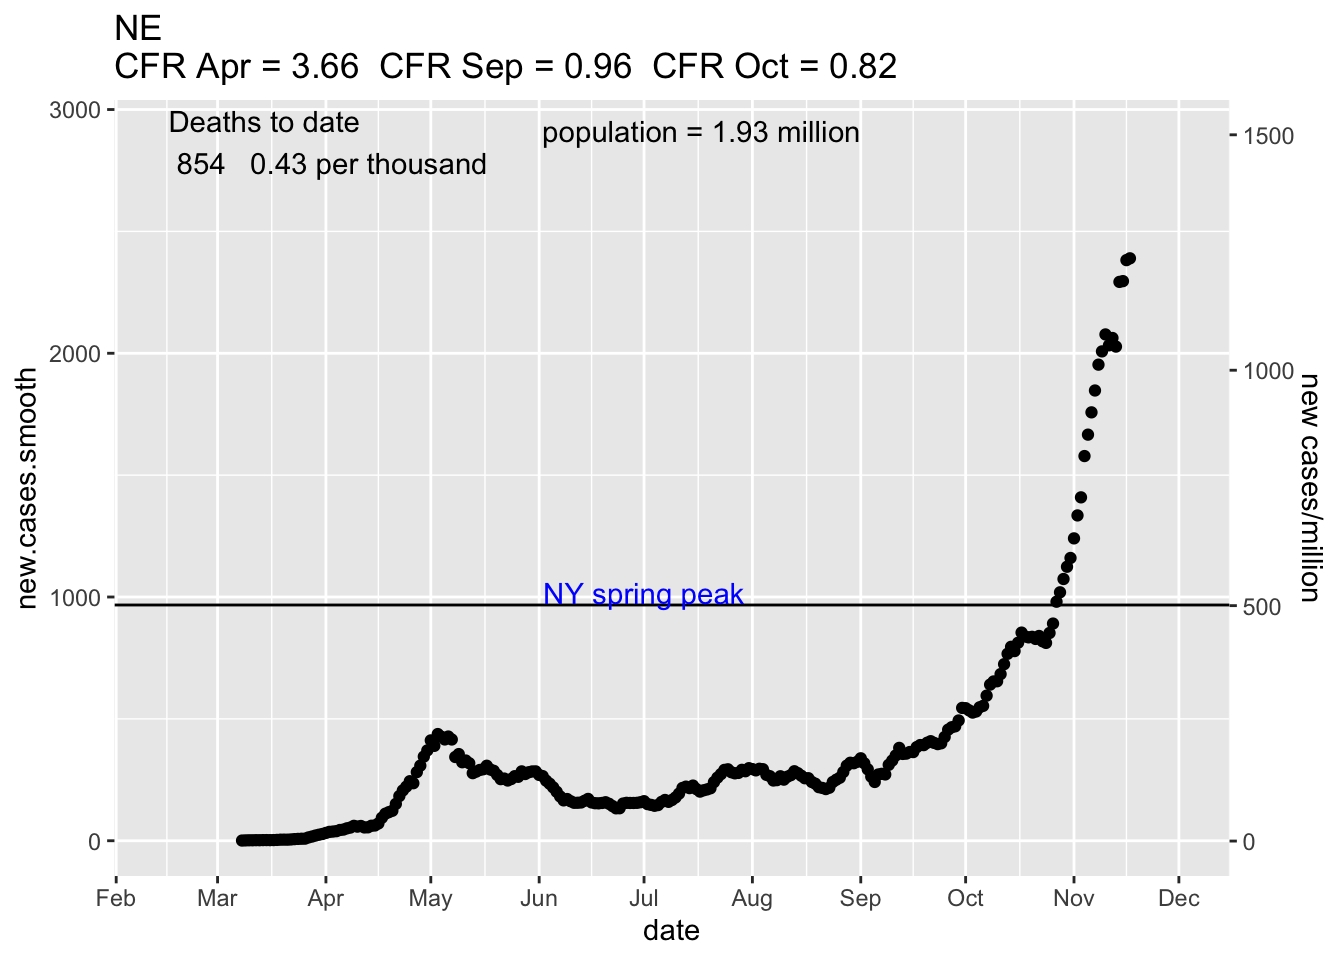 NE
CFR Apr = 3.66  CFR Sep = 0.96  CFR Oct = 0.82
Deaths to date
854   0.43 per thousand
population = 1.93 million
NY spring peak
new.cases.smooth
3000
2000
1000
0
new cases/million
1500
1000
500
0
Feb Mar Apr May Jun Jul Aug Sep Oct Nov Dec
date